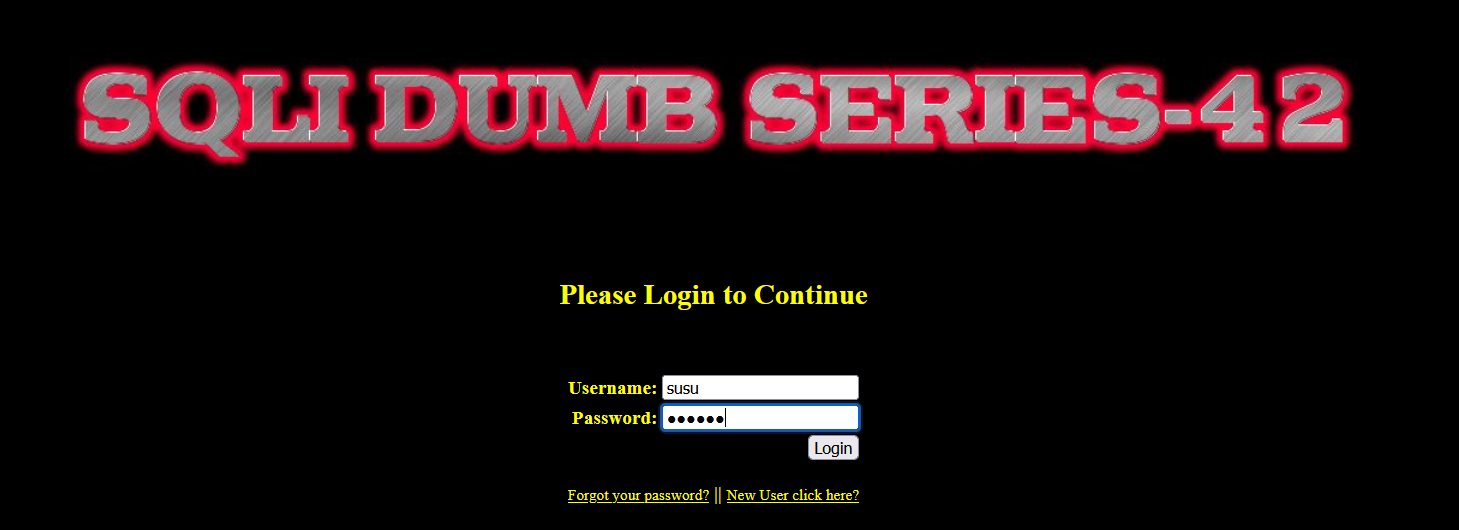 SQLI DUMB SERIES-42
Please Login to Continue
Username: susu
Password: ••••••
Login
Forgot your password? || New User click here?